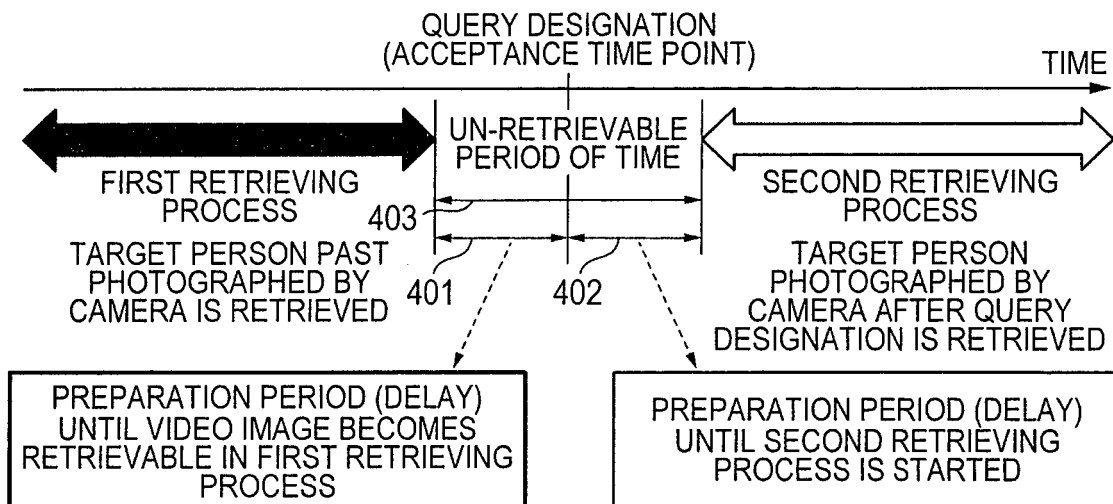 QUERY DESIGNATION
(ACCEPTANCE TIME POINT)
TIME
UN-RETRIEVABLE
PERIOD OF TIME
FIRST RETRIEVING
PROCESS
SECOND RETRIEVING
PROCESS
403
401
402
TARGET PERSON PAST
PHOTOGRAPHED BY
CAMERA IS RETRIEVED
TARGET PERSON
PHOTOGRAPHED BY
CAMERA AFTER QUERY
DESIGNATION IS RETRIEVED
PREPARATION PERIOD (DELAY)
UNTIL VIDEO IMAGE BECOMES
RETRIEVABLE IN FIRST RETRIEVING
PROCESS
PREPARATION PERIOD (DELAY)
UNTIL SECOND RETRIEVING
PROCESS IS STARTED